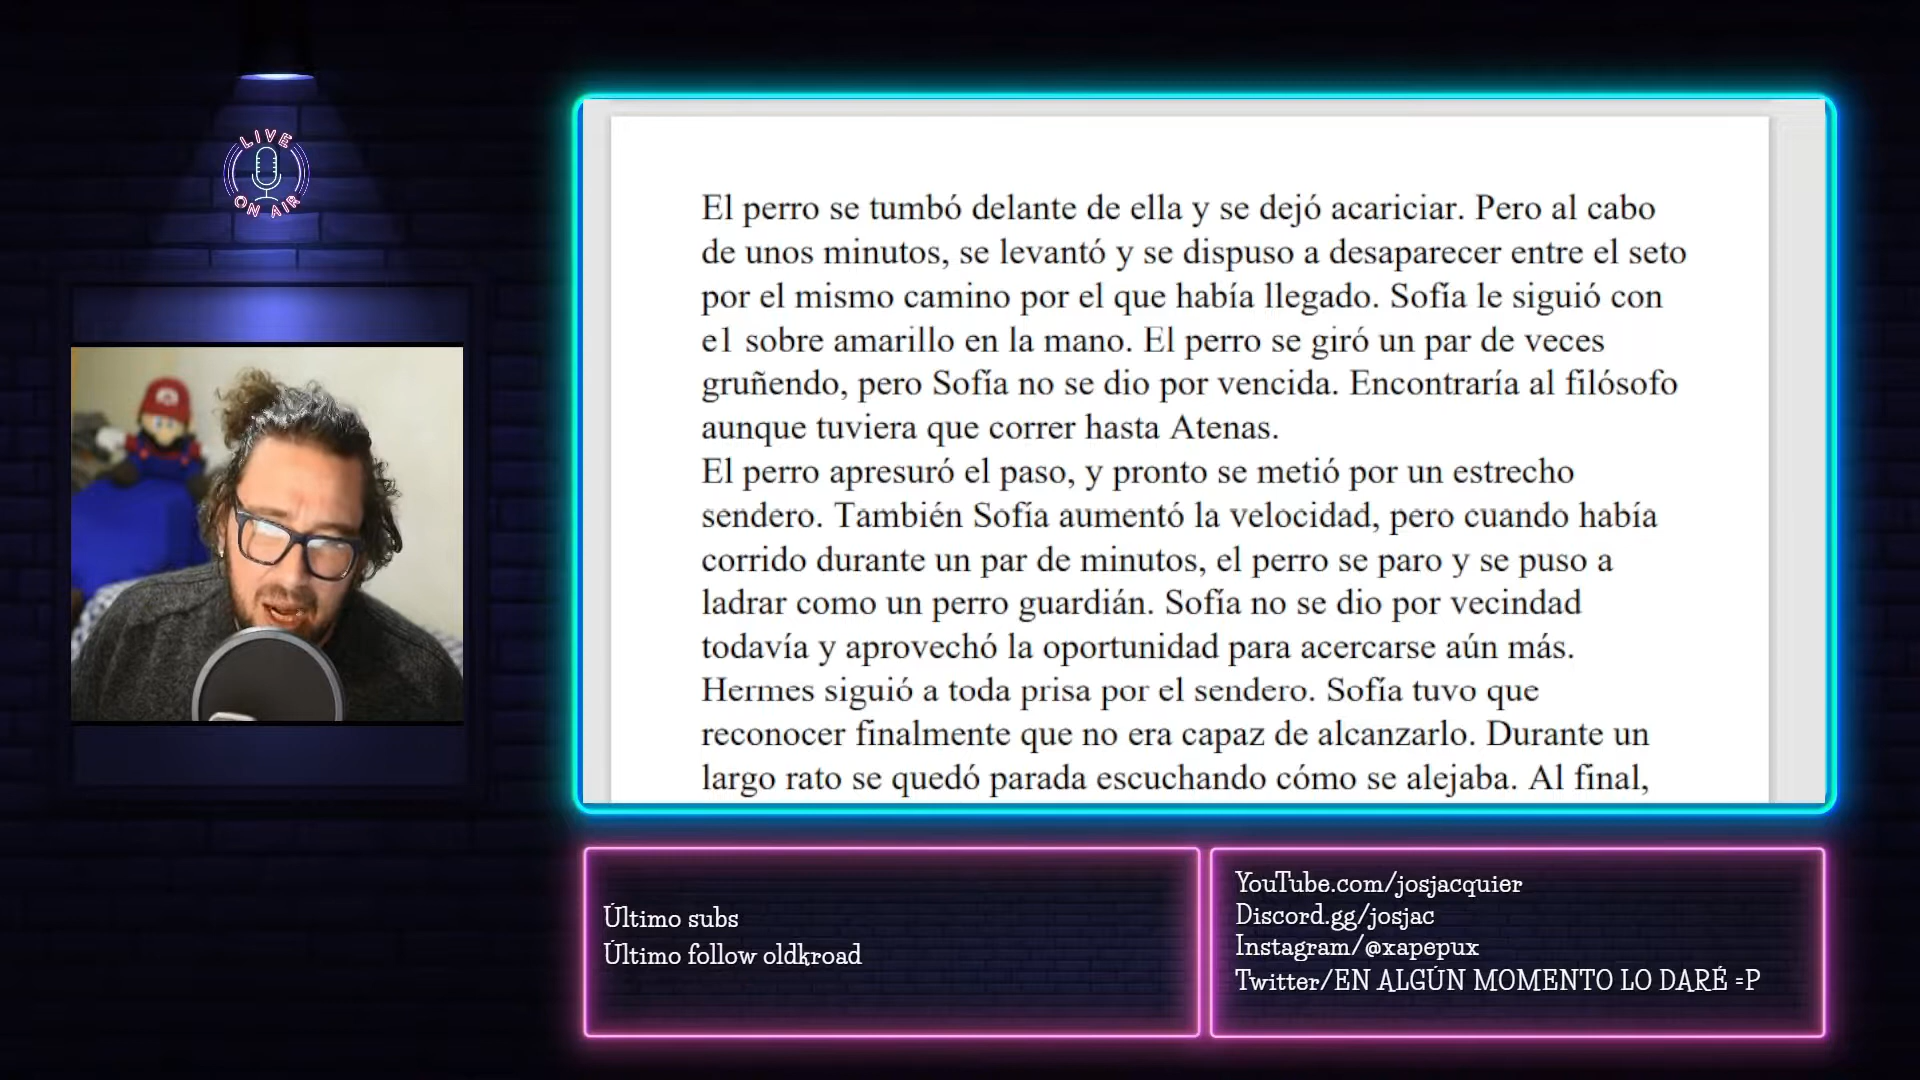 LIVE
ON AIR
El perro se tumbó delante de ella y se dejó acariciar. Pero al cabo
de unos minutos, se levantó y se dispuso a desaparecer entre el seto
por el mismo camino por el que había llegado. Sofía le siguió con
e1 sobre amarillo en la mano. El perro se giró un par de veces
gruñendo, pero Sofía no se dio por vencida. Encontraría al filósofo
aunque tuviera que correr hasta Atenas.
El perro apresuró el paso, y pronto se metió por un estrecho
sendero. También Sofía aumentó la velocidad, pero cuando había
corrido durante un par de minutos, el perro se paro y se puso a
ladrar como un perro guardián. Sofía no se dio por vecindad
todavía y aprovechó la oportunidad para acercarse aún más.
Hermes siguió a toda prisa por el sendero. Sofía tuvo que
reconocer finalmente que no era capaz de alcanzarlo. Durante un
largo rato se quedó parada escuchando cómo se alejaba. Al final,
Último subs
Último follow oldkroad
YouTube.com/josjacquier
Discord.gg/josjac
Instagram/@xapepux
Twitter/EN ALGÚN MOMENTO LO DARÉ =P